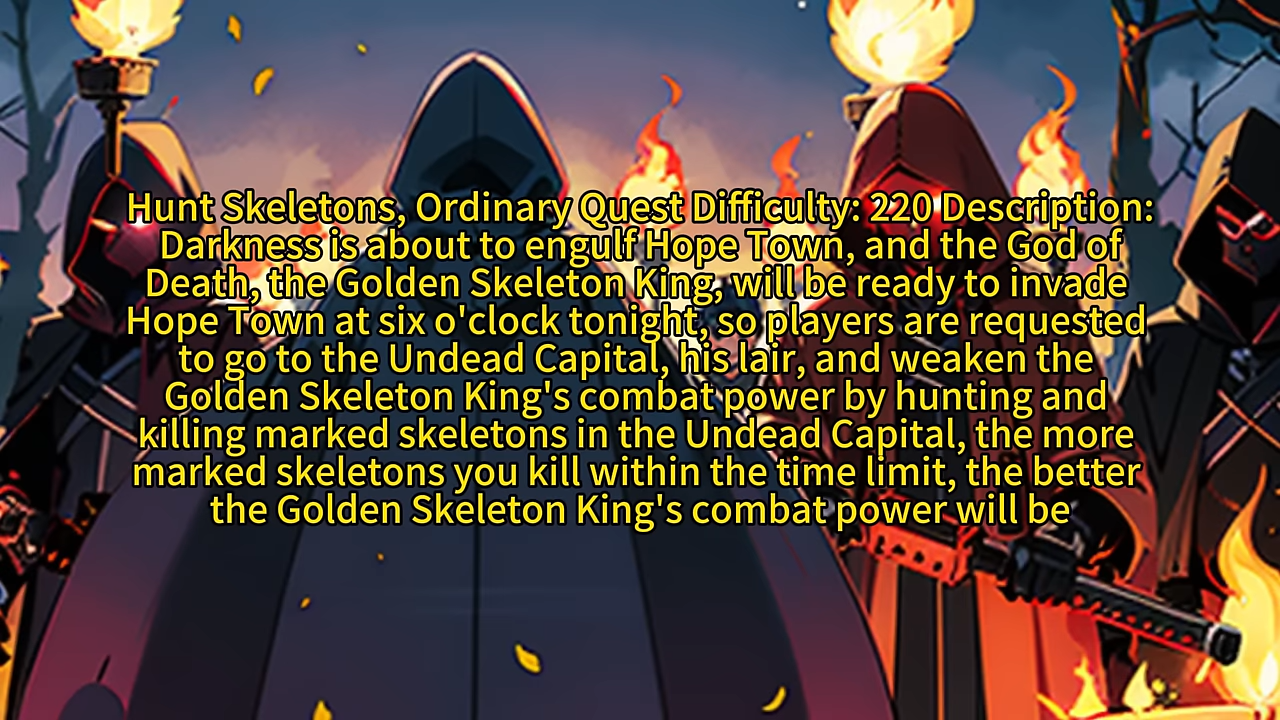 Hunt Skeletons, Ordinary Quest Difficulty: 220 Description:
Darkness is about to engulf Hope Town, and the God of
Death, the Golden Skeleton King, will be ready to invade
Hope Town at six o'clock tonight, so players are requested
to go to the Undead Capital, his lair, and weaken the
Golden Skeleton King's combat power by hunting and
killing marked skeletons in the Undead Capital, the more
marked skeletons you kill within the time limit, the better
the Golden Skeleton King's combat power will be